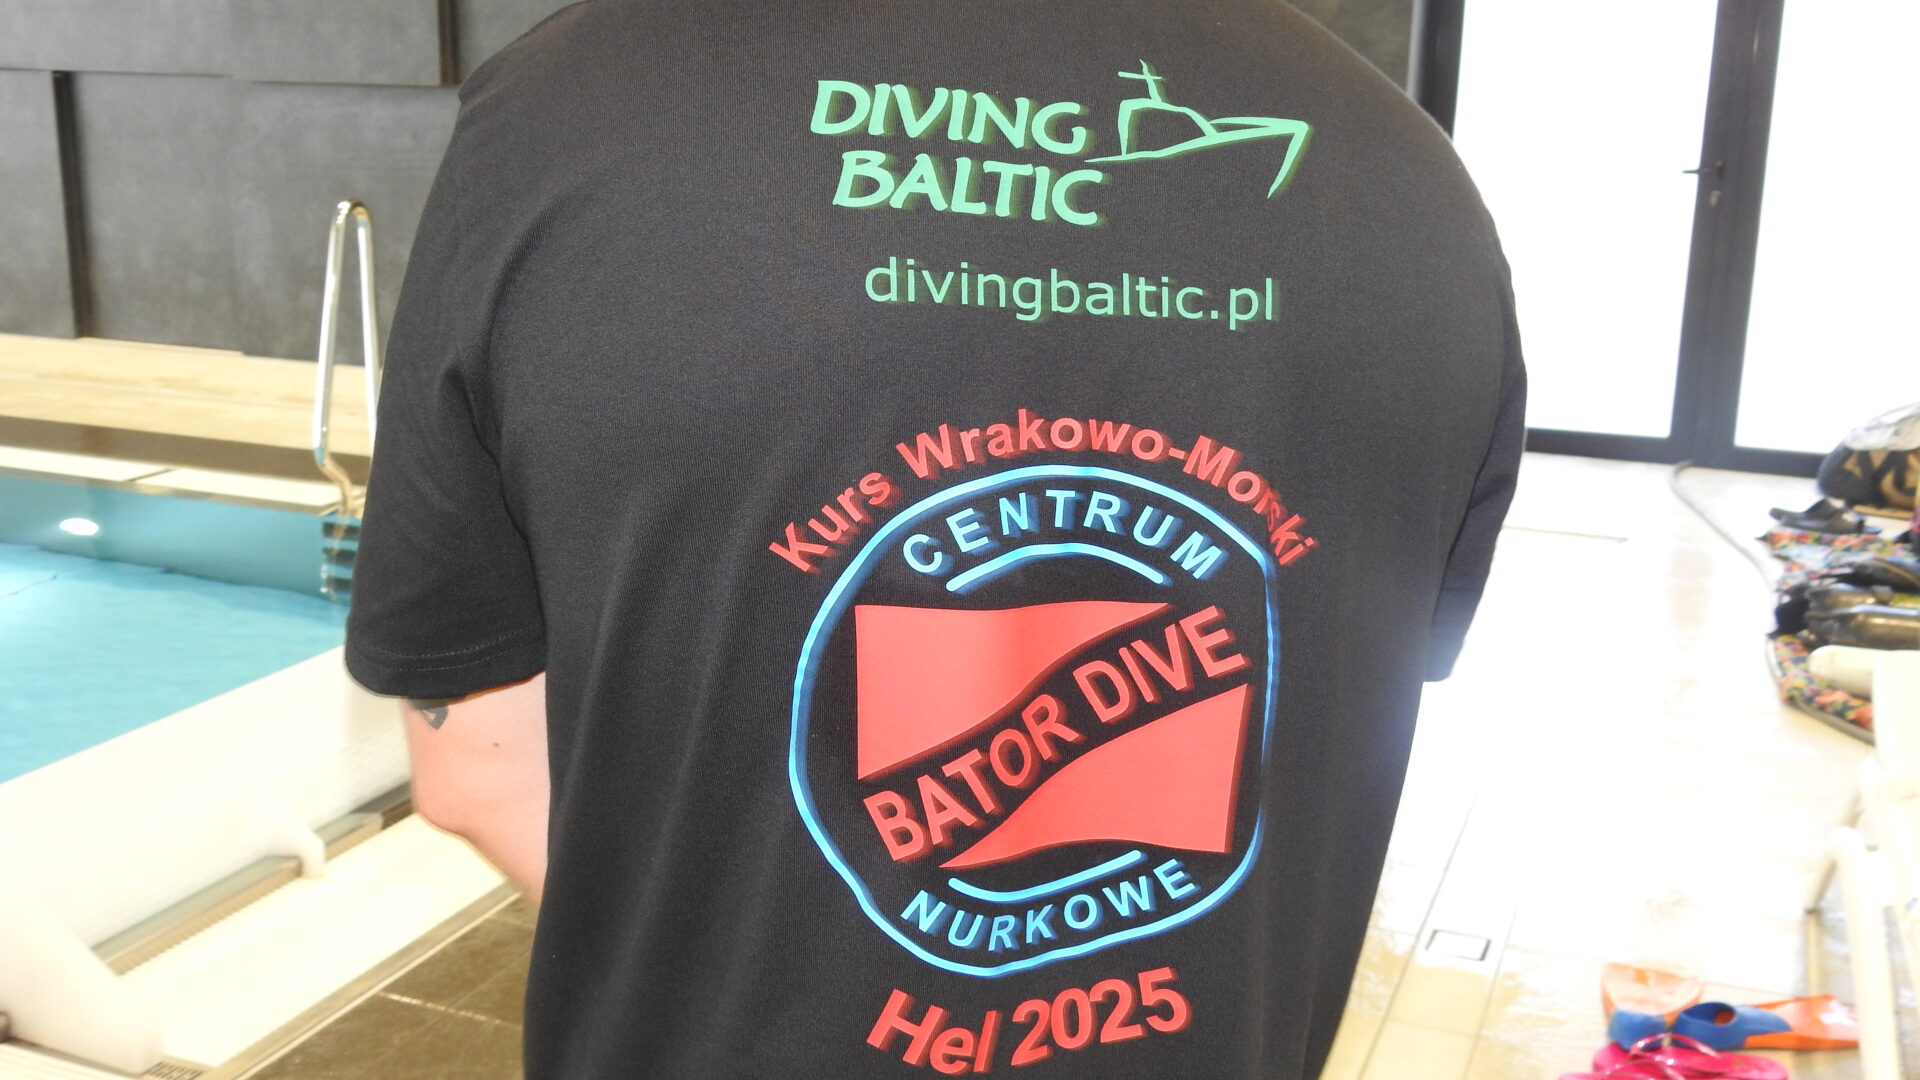 DIVING
BALTIC
divingbaltic.pl
Kurs Wrakowo-Morski
CENTRUM
BATOR DIVE
NURKOWE
Hel 2025